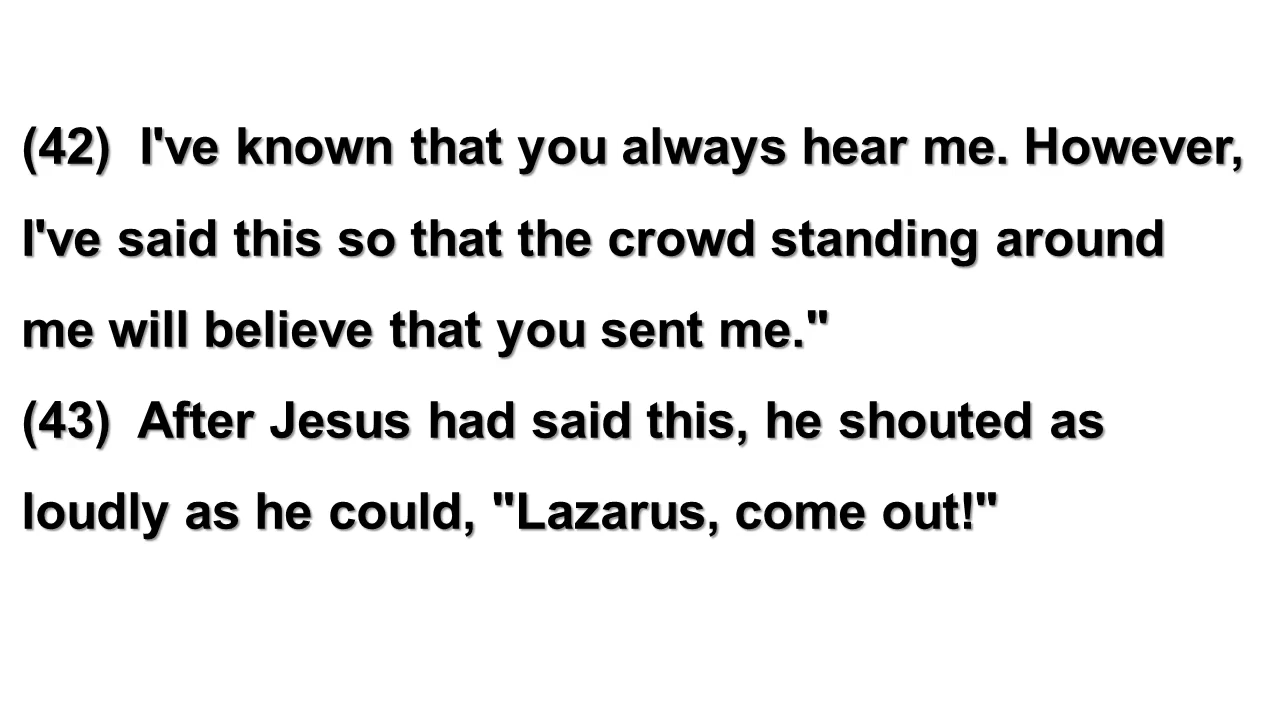 (42)  I've known that you always hear me. However,
I've said this so that the crowd standing around
me will believe that you sent me."
(43)  After Jesus had said this, he shouted as
loudly as he could, "Lazarus, come out!"